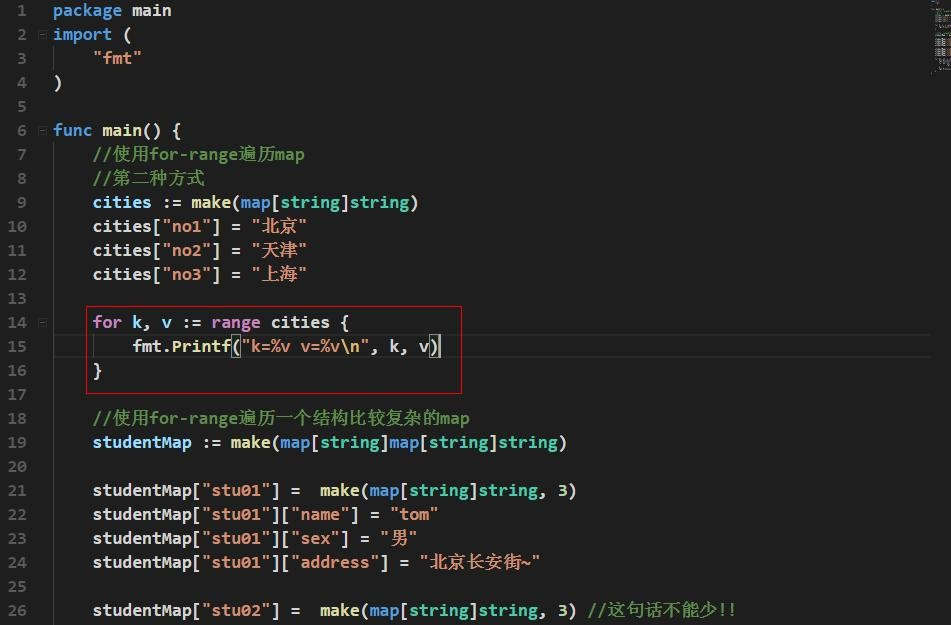 1 package main
2 import (
3 "fmt"
4 )
5
6 func main() {
7 //使用for-range遍历map
8 //第二种方式
9 cities := make(map[string]string)
10 cities["no1"] = "北京"
11 cities["no2"] = "天津"
12 cities["no3"] = "上海"
13
14 for k, v := range cities {
15 fmt.Printf("k=%v v=%v\n", k, v)
16 }
17
18 //使用for-range遍历一个结构比较复杂的map
19 studentMap := make(map[string]map[string]string)
20
21 studentMap["stu01"] =  make(map[string]string, 3)
22 studentMap["stu01"]["name"] = "tom"
23 studentMap["stu01"]["sex"] = "男"
24 studentMap["stu01"]["address"] = "北京长安街~"
25
26 studentMap["stu02"] =  make(map[string]string, 3) //这句话不能少!!